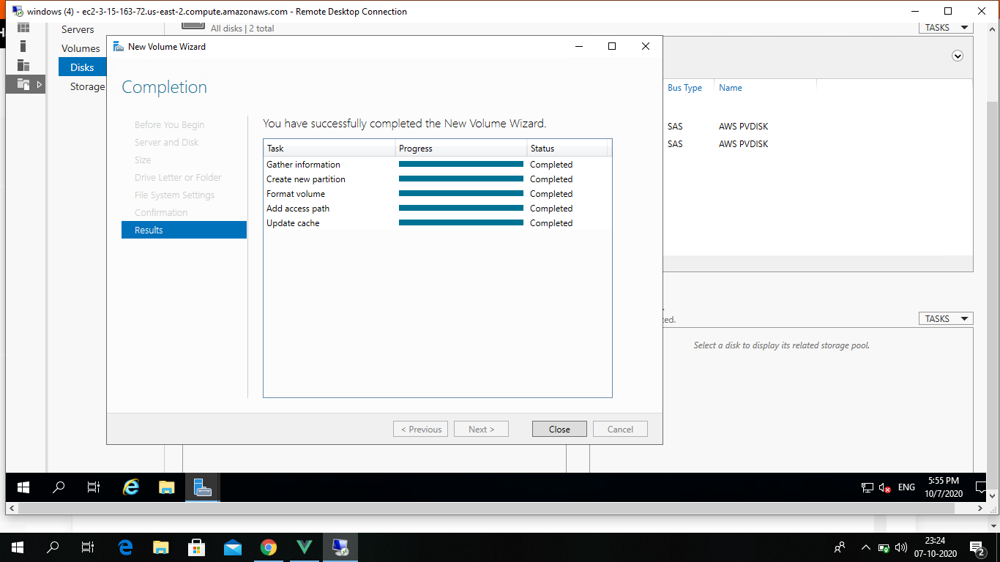 windows (4) - ec2-3-15-163-72.us-east-2.compute.amazonaws.com - Remote Desktop Connection
Servers
Volumes
Disks
Storage
All disks | 2 total
TASKS
New Volume Wizard
Completion
Before You Begin
Server and Disk
Size
Drive Letter or Folder
File System Settings
Confirmation
Results
You have successfully completed the New Volume Wizard.
Task Progress Status
Gather information Completed
Create new partition Completed
Format volume Completed
Add access path Completed
Update cache Completed
< Previous Next > Close Cancel
Bus Type Name
SAS AWS PVDISK
SAS AWS PVDISK
ted.
TASKS
Select a disk to display its related storage pool.
ENG
5:55 PM
10/7/2020
23:24
07-10-2020
2